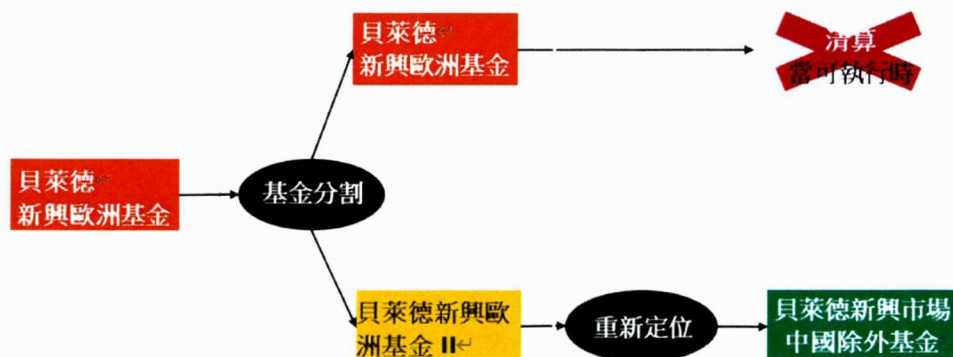 貝萊德
新興歐洲基金
清算
當可執行時
貝萊德
新興歐洲基金
基金分割
貝萊德新興歐
洲基金 II
重新定位
貝萊德新興市場
中國除外基金